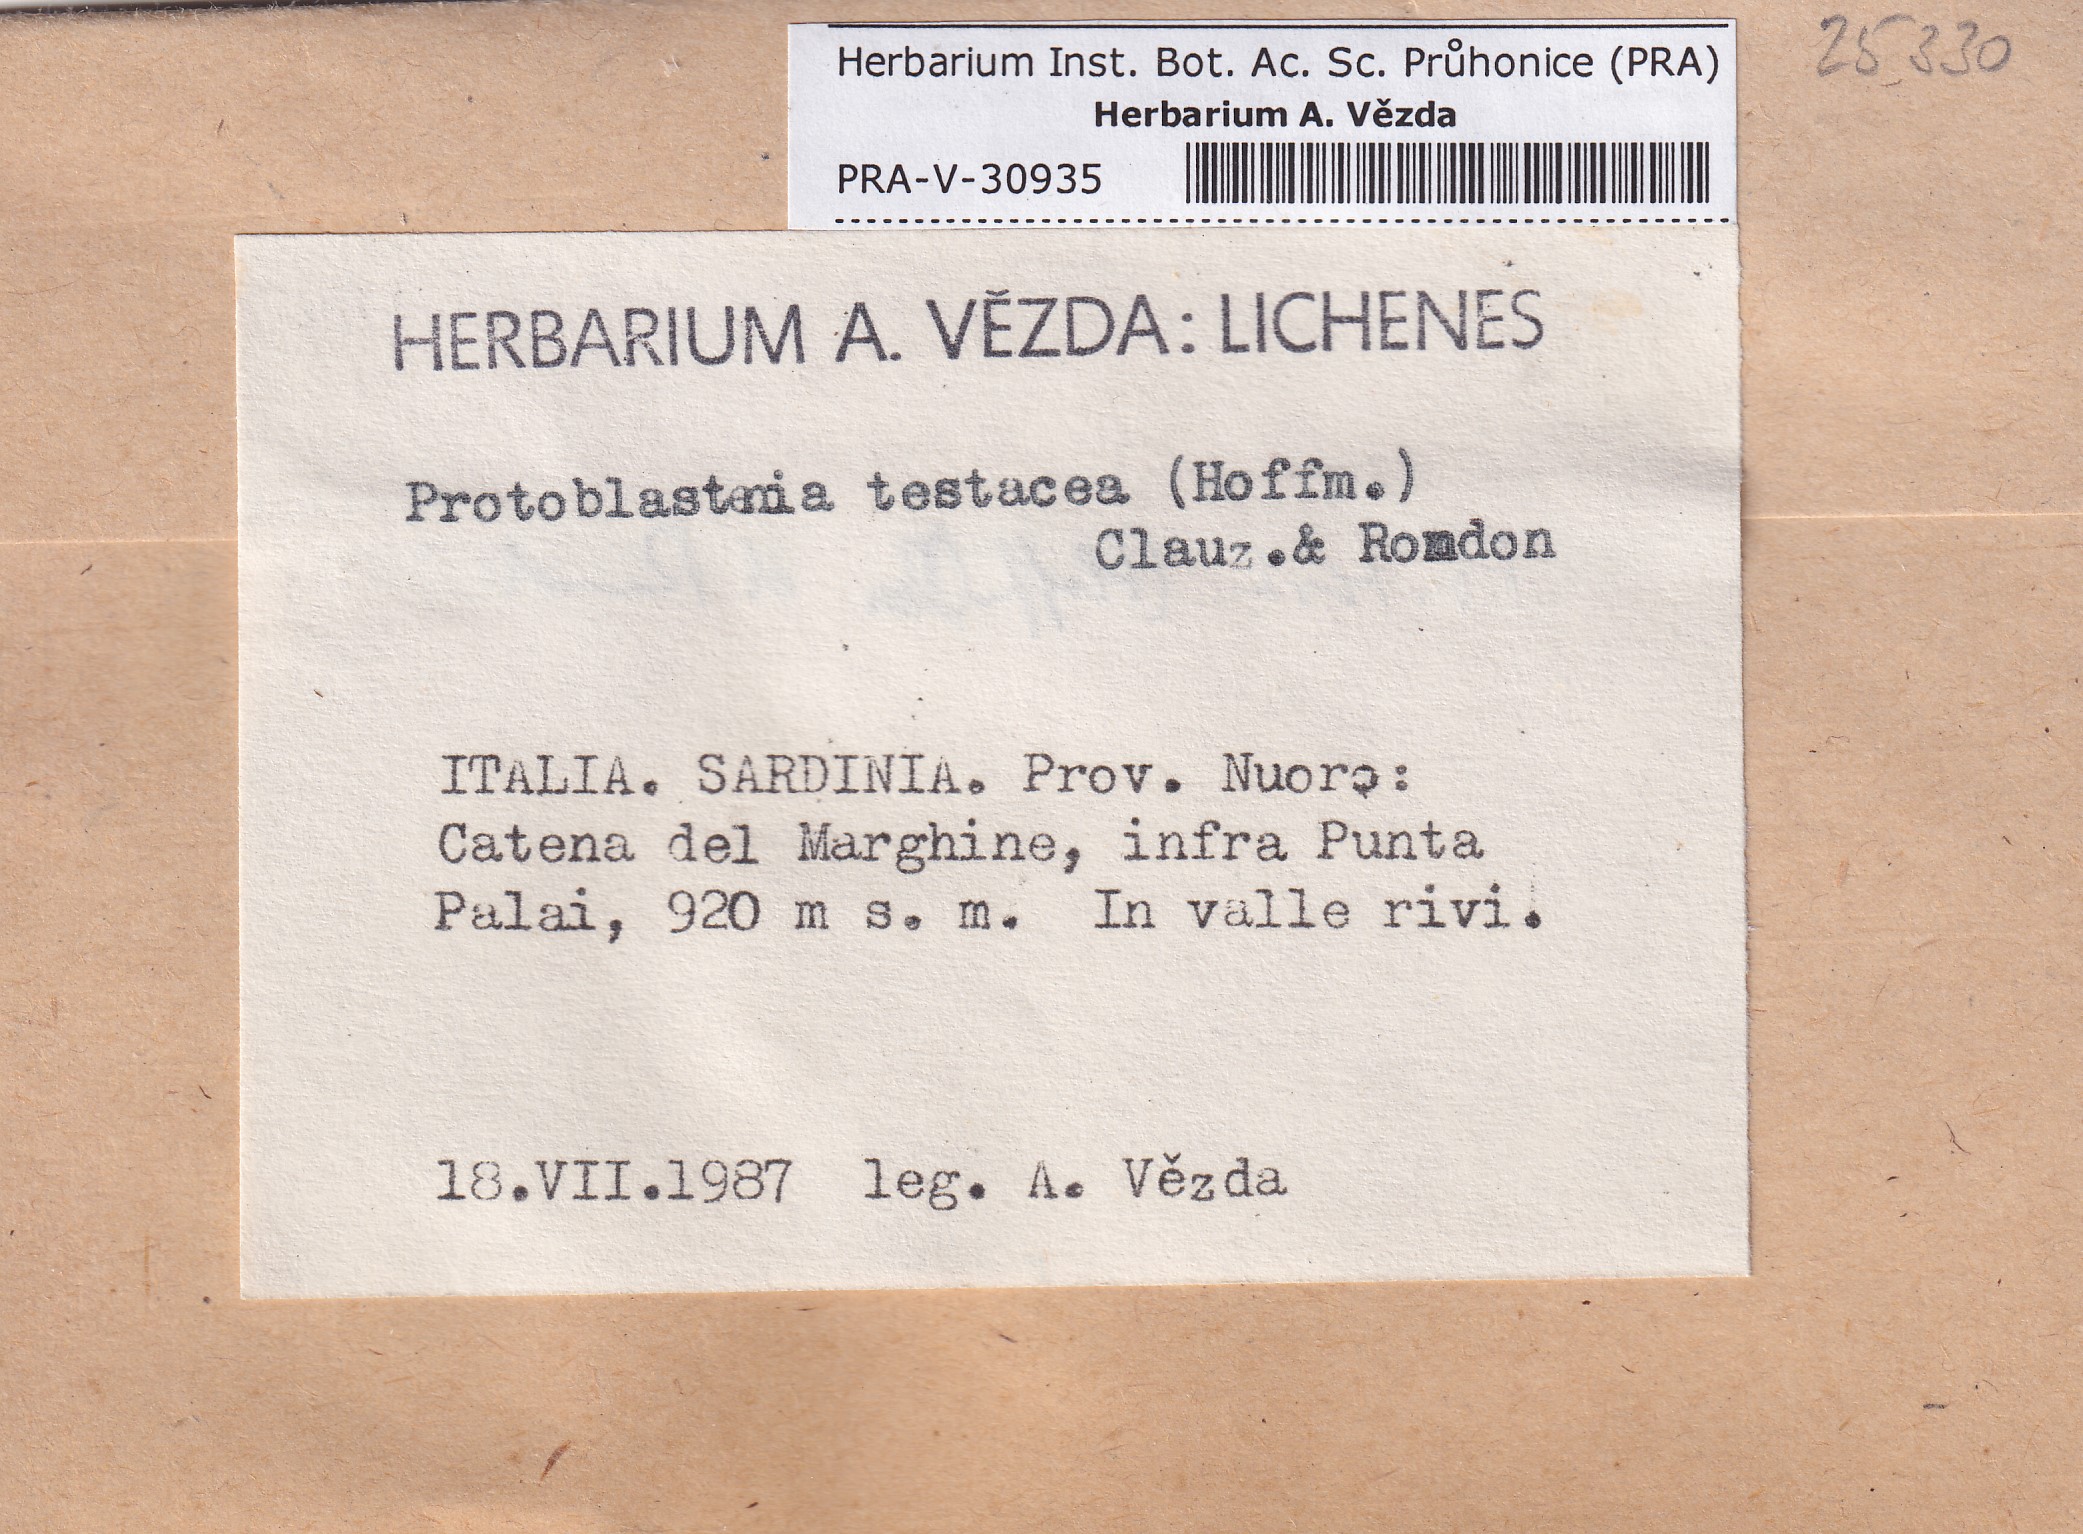 25330
Herbarium Inst. Bot. Ac. Sc. Průhonice (PRA)
Herbarium A. Vězda
PRA-V-30935
HERBARIUM A. VĚZDA: LICHENES
Protoblastenia testacea (Hoffm.)
Clauz.& Rondon
ITALIA. SARDINIA. Prov. Nuoro:
Catena del Marghine, infra Punta
Palai, 920 m s. m. In valle rivi.
18.VII.1987 leg. A. Vězda